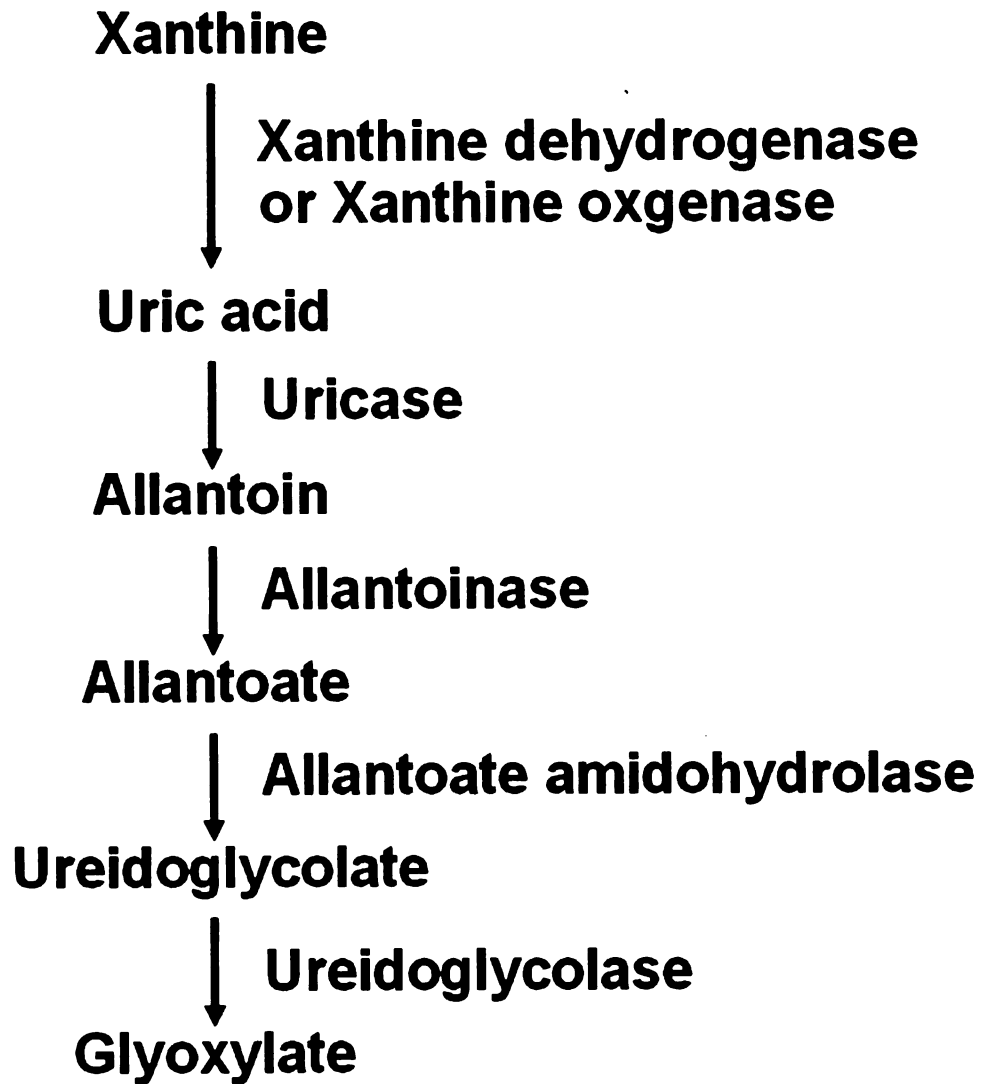 Xanthine
Xanthine dehydrogenase
or Xanthine oxgenase
Uric acid
Uricase
Allantoin
Allantoinase
Allantoate
Allantoate amidohydrolase
Ureidoglycolate
Ureidoglycolase
Glyoxylate